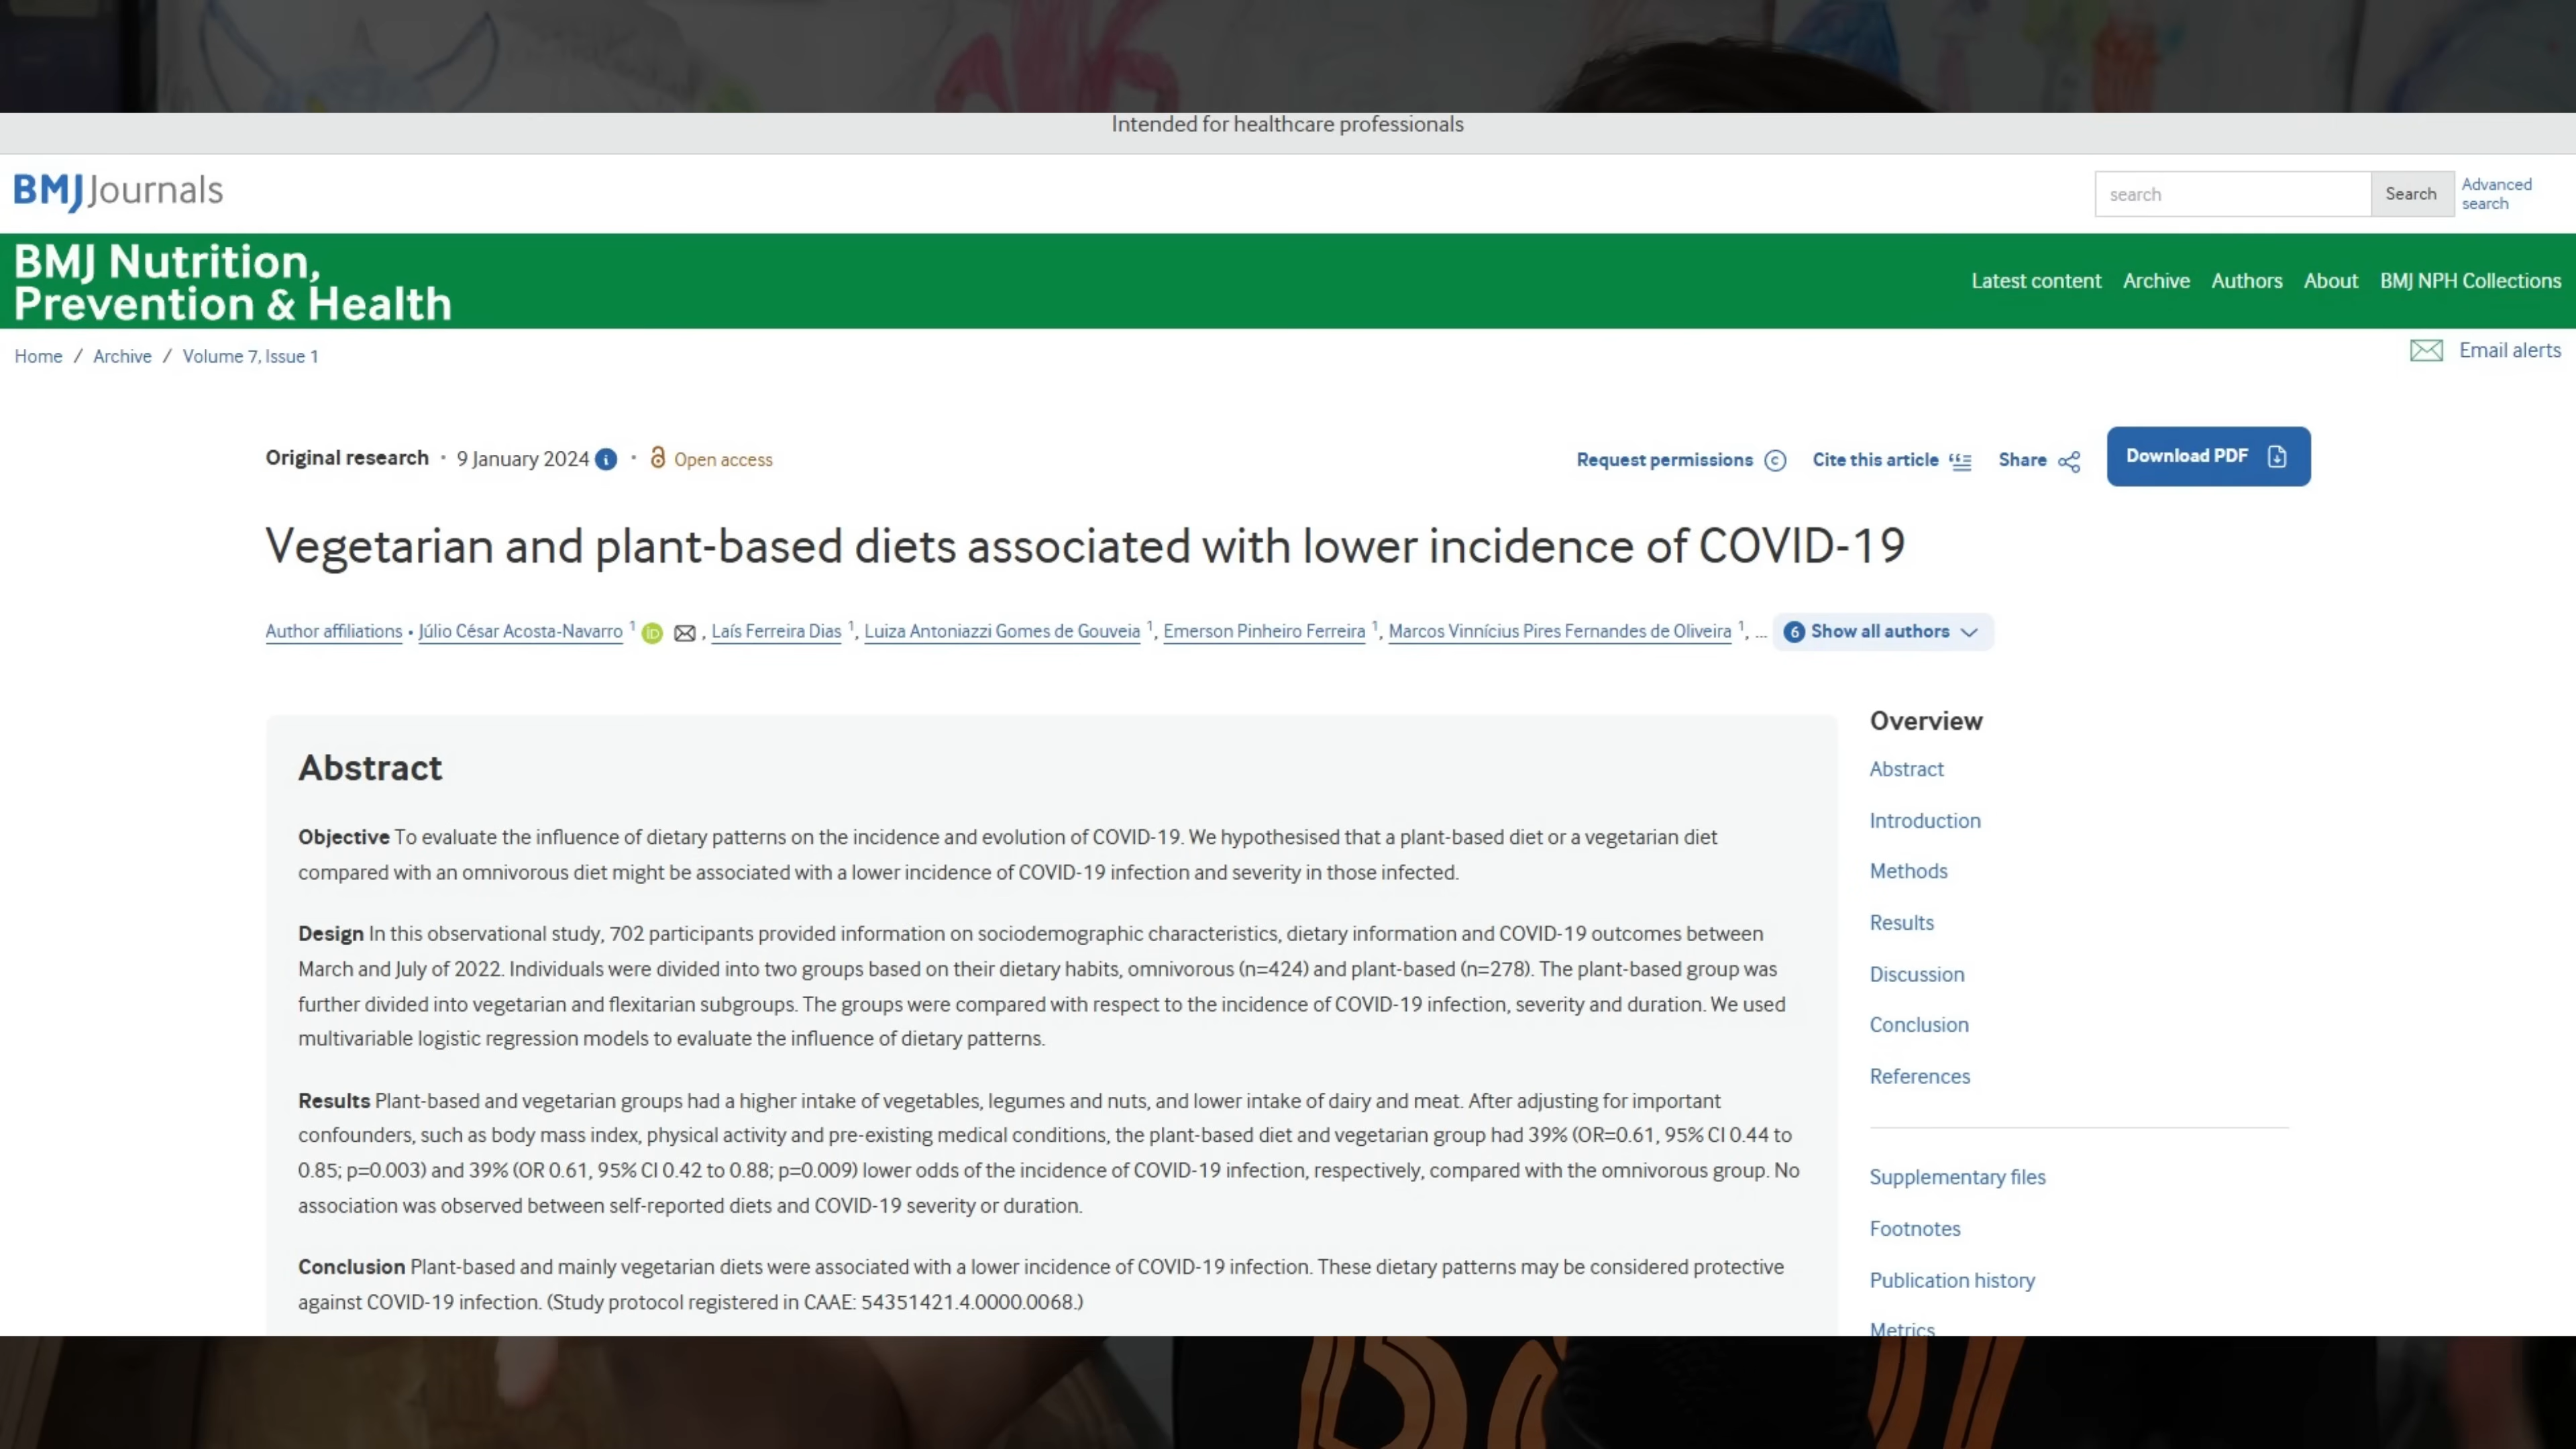 Intended for healthcare professionals
BMJ Journals
search
Search
Advanced
search
BMJ Nutrition,
Prevention & Health
Latest content
Archive
Authors
About
BMJ NPH Collections
Home / Archive / Volume 7, Issue 1
Email alerts
Original research · 9 January 2024 · Open access
Request permissions
Cite this article
Share
Download PDF
Vegetarian and plant-based diets associated with lower incidence of COVID-19
Author affiliations • Júlio César Acosta-Navarro 1 iD , Laís Ferreira Dias 1, Luiza Antoniazzi Gomes de Gouveia 1, Emerson Pinheiro Ferreira 1, Marcos Vinnícius Pires Fernandes de Oliveira 1, ... 6 Show all authors
Abstract
Objective To evaluate the influence of dietary patterns on the incidence and evolution of COVID-19. We hypothesised that a plant-based diet or a vegetarian diet
compared with an omnivorous diet might be associated with a lower incidence of COVID-19 infection and severity in those infected.
Design In this observational study, 702 participants provided information on sociodemographic characteristics, dietary information and COVID-19 outcomes between
March and July of 2022. Individuals were divided into two groups based on their dietary habits, omnivorous (n=424) and plant-based (n=278). The plant-based group was
further divided into vegetarian and flexitarian subgroups. The groups were compared with respect to the incidence of COVID-19 infection, severity and duration. We used
multivariable logistic regression models to evaluate the influence of dietary patterns.
Results Plant-based and vegetarian groups had a higher intake of vegetables, legumes and nuts, and lower intake of dairy and meat. After adjusting for important
confounders, such as body mass index, physical activity and pre-existing medical conditions, the plant-based diet and vegetarian group had 39% (OR=0.61, 95% CI 0.44 to
0.85; p=0.003) and 39% (OR 0.61, 95% CI 0.42 to 0.88; p=0.009) lower odds of the incidence of COVID-19 infection, respectively, compared with the omnivorous group. No
association was observed between self-reported diets and COVID-19 severity or duration.
Conclusion Plant-based and mainly vegetarian diets were associated with a lower incidence of COVID-19 infection. These dietary patterns may be considered protective
against COVID-19 infection. (Study protocol registered in CAAE: 54351421.4.0000.0068.)
Overview
Abstract
Introduction
Methods
Results
Discussion
Conclusion
References
Supplementary files
Footnotes
Publication history
Metrics